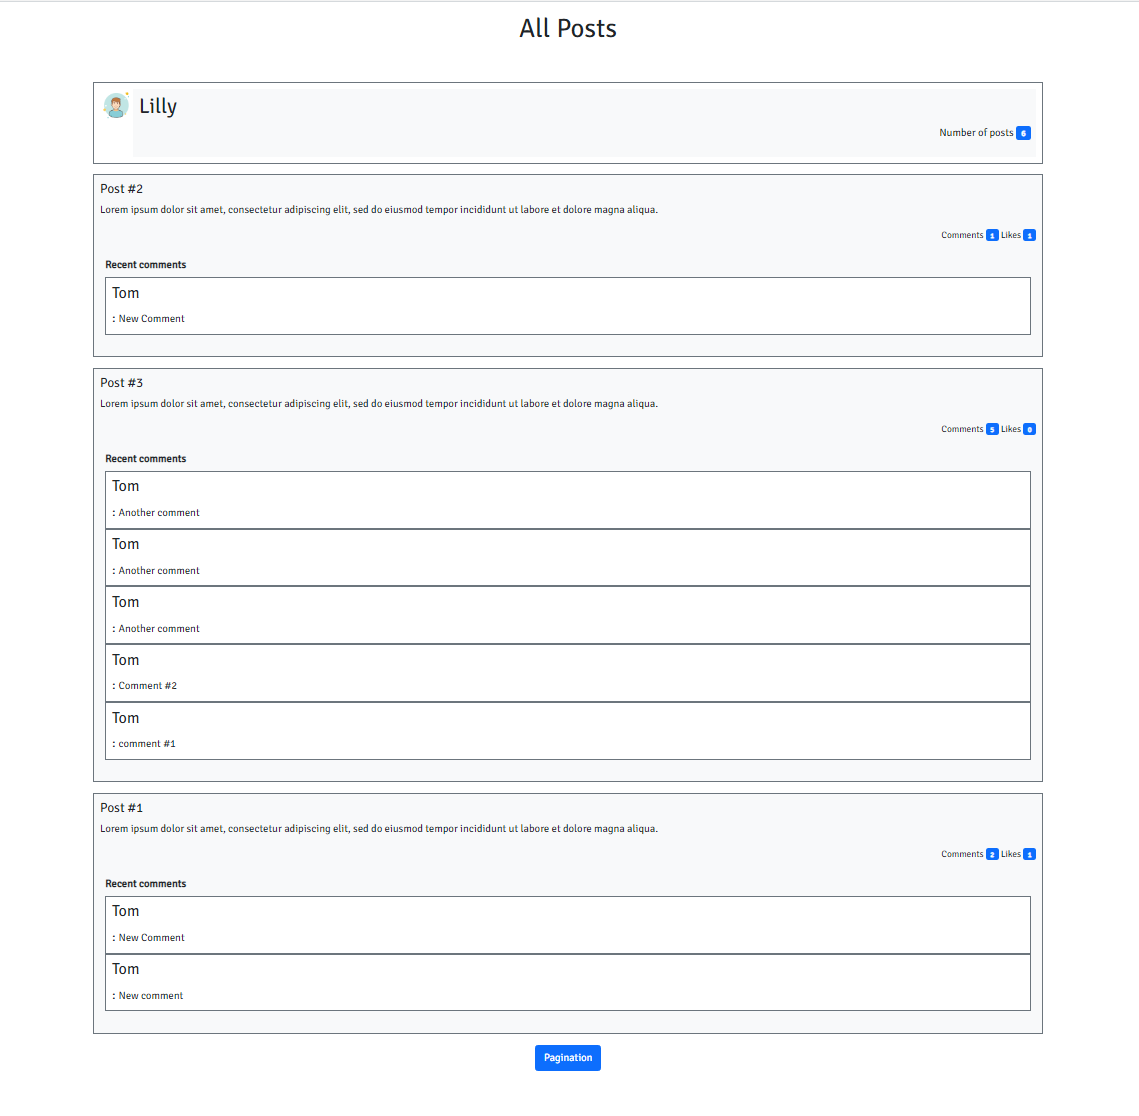 All Posts
Lilly
Number of posts 6
Post #2
Lorem ipsum dolor sit amet, consectetur adipiscing elit, sed do eiusmod tempor incididunt ut labore et dolore magna aliqua.
Comments 1 Likes 1
Recent comments
Tom
: New Comment
Post #3
Lorem ipsum dolor sit amet, consectetur adipiscing elit, sed do eiusmod tempor incididunt ut labore et dolore magna aliqua.
Comments 5 Likes 0
Recent comments
Tom
: Another comment
Tom
: Another comment
Tom
: Another comment
Tom
: Comment #2
Tom
: comment #1
Post #1
Lorem ipsum dolor sit amet, consectetur adipiscing elit, sed do eiusmod tempor incididunt ut labore et dolore magna aliqua.
Comments 2 Likes 1
Recent comments
Tom
: New Comment
Tom
: New comment
Pagination